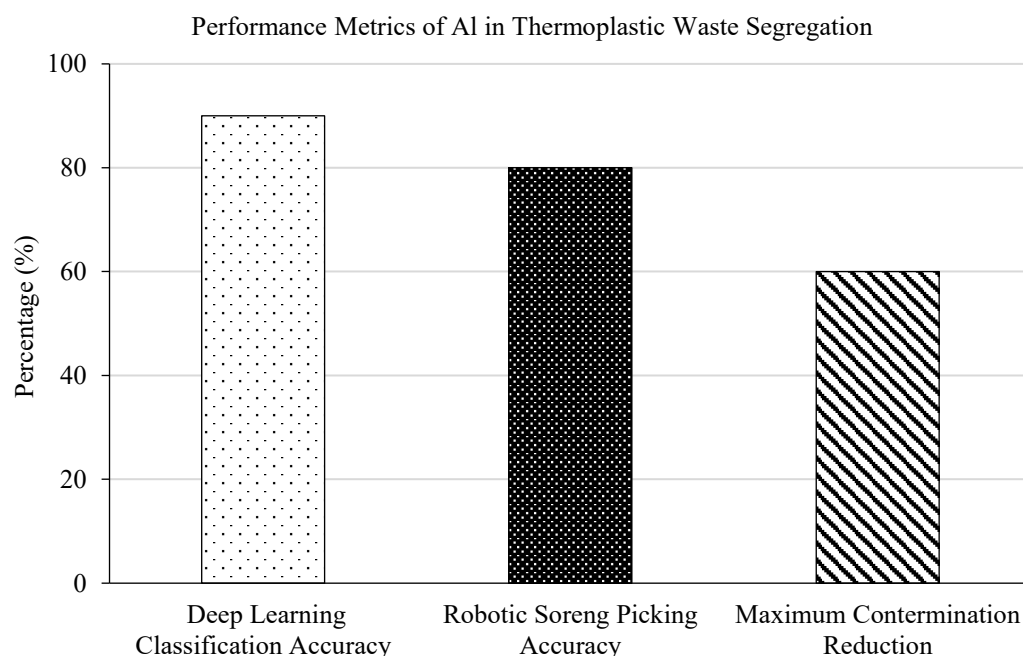 Performance Metrics of Al in Thermoplastic Waste Segregation
100
80
60
40
20
0
Percentage (%)
Deep Learning
Classification Accuracy
Robotic Soreng Picking
Accuracy
Maximum Contermination
Reduction